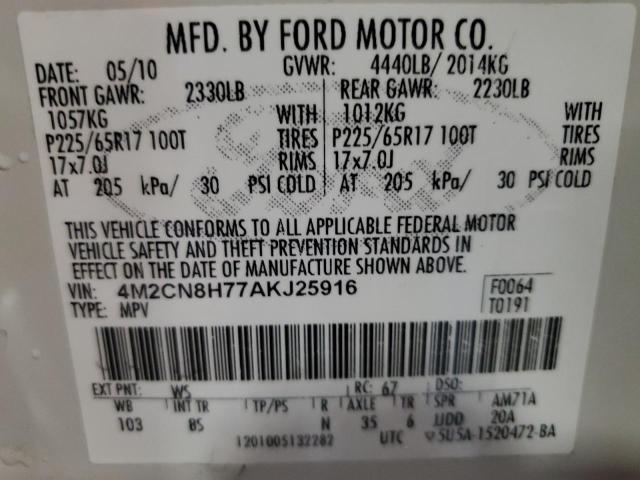 MFD. BY FORD MOTOR CO.
DATE: 05/10 GVWR: 4440LB/ 2014KG
FRONT GAWR: 2330LB REAR GAWR: 2230LB
1057KG WITH 1012KG WITH
P225/65R17 100T TIRES P225/65R17 100T TIRES
17x7.0J RIMS 17x7.0J RIMS
AT 205 kPa/ 30 PSI COLD AT 205 kPa/ 30 PSI COLD
THIS VEHICLE CONFORMS TO ALL APPLICABLE FEDERAL MOTOR
VEHICLE SAFETY AND THEFT PREVENTION STANDARDS IN
EFFECT ON THE DATE OF MANUFACTURE SHOWN ABOVE.
VIN: 4M2CN8H77AKJ25916 F0064
TYPE: MPV T0191
EXT PNT: WS RC: 67 DSO:
WB INT TR TP/PS R AXLE TR SPR AM71A
103 8S N 35 6 UDD 20A
1201005132282 UTC 5U5A-1520472-BA